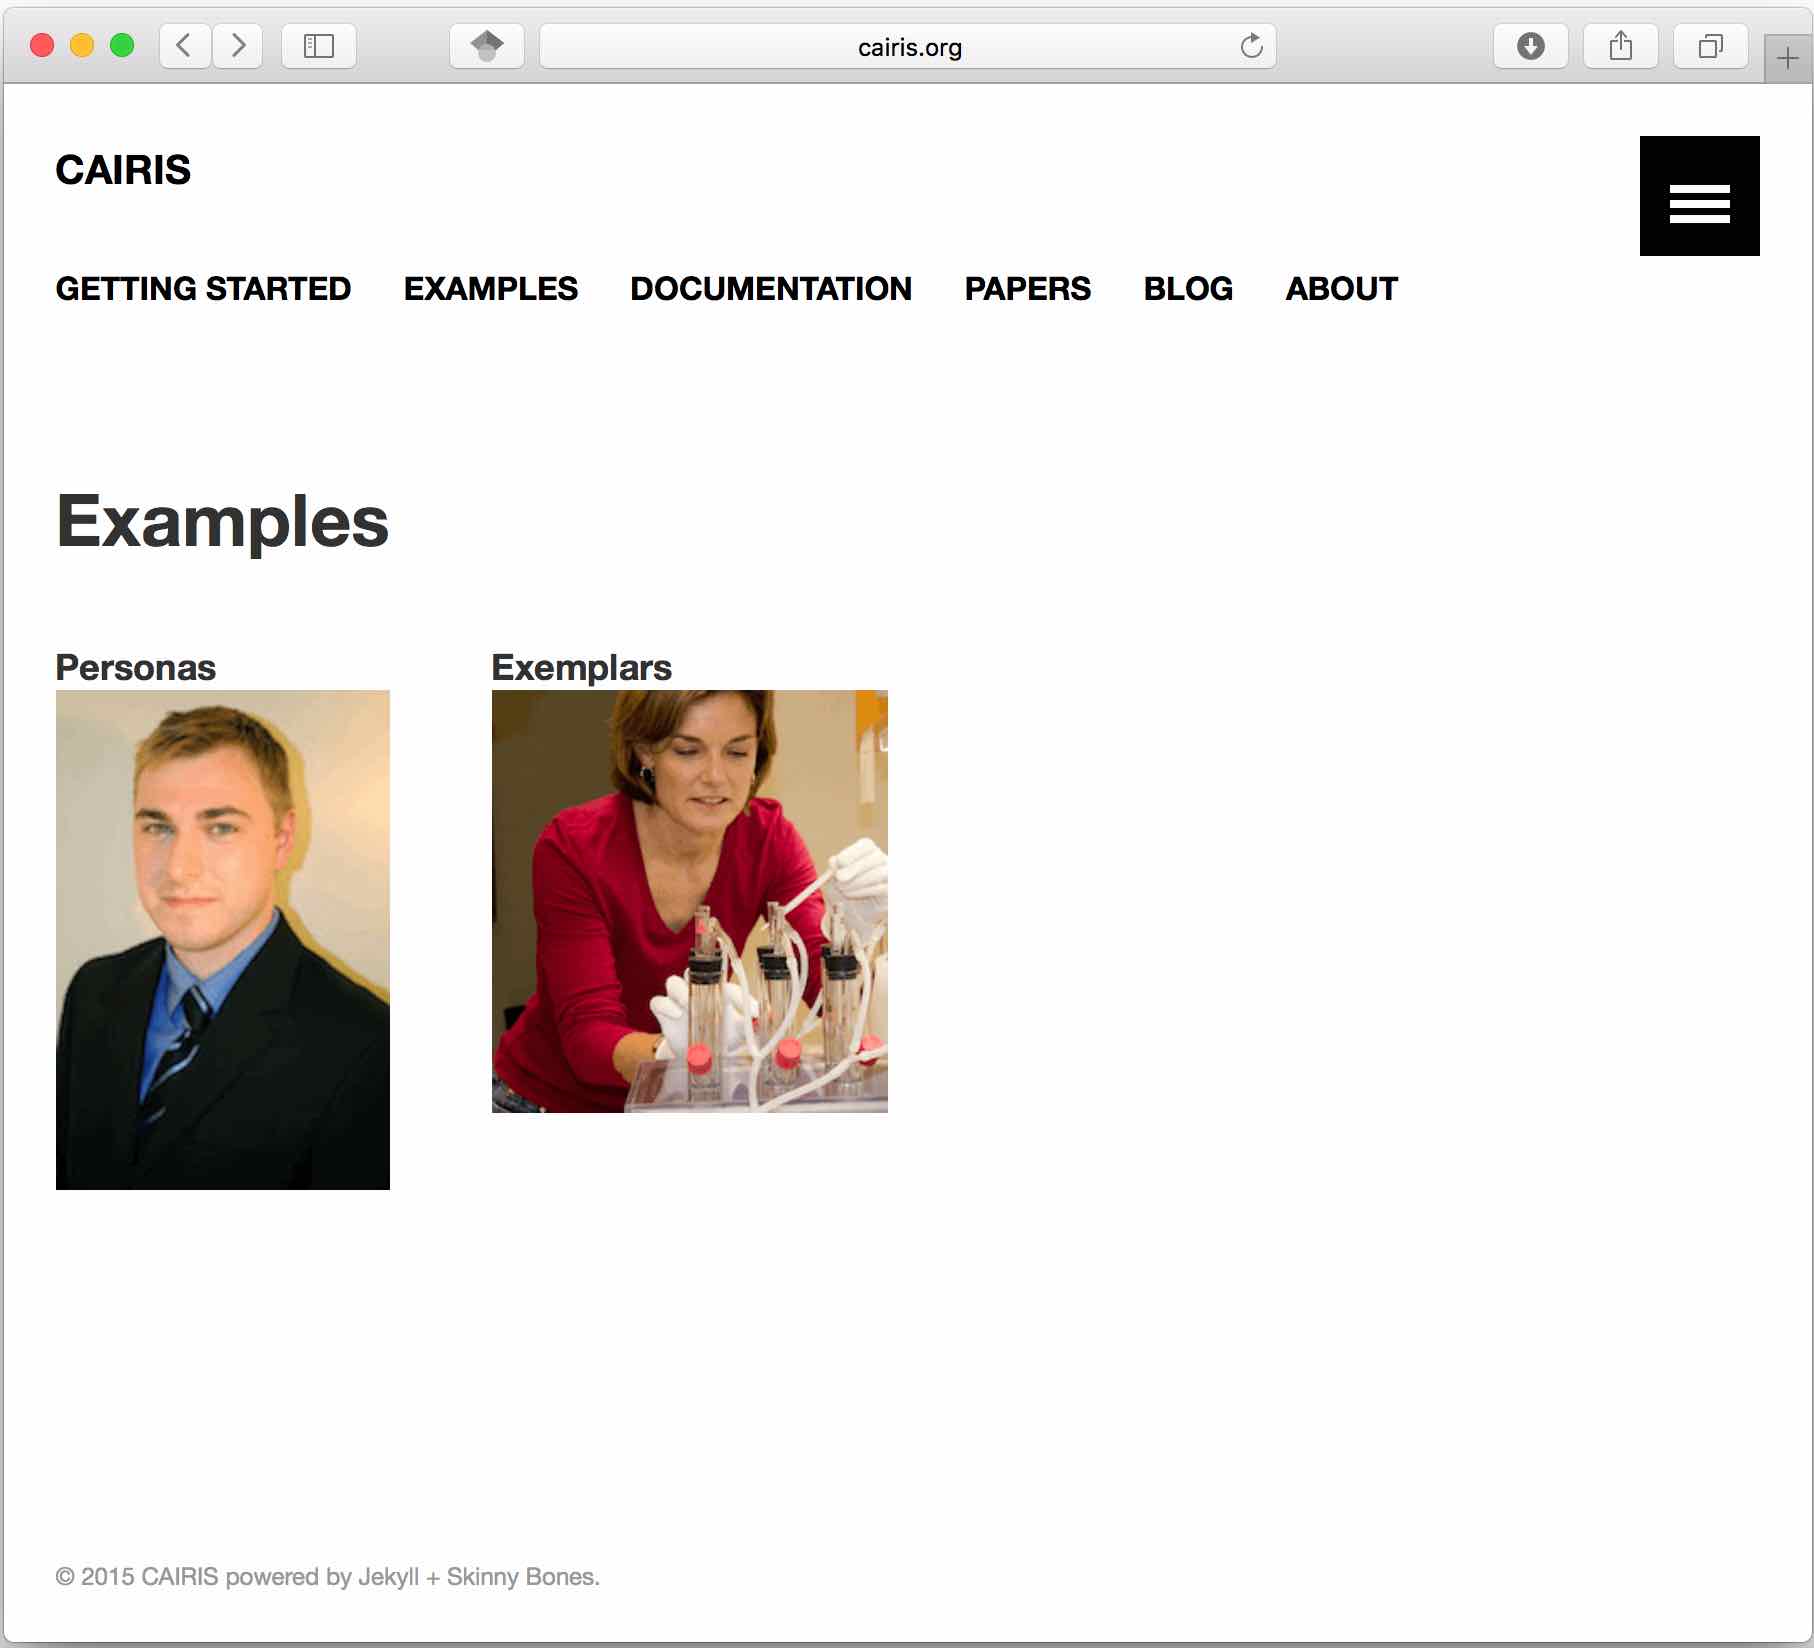 cairis.org
CAIRIS
GETTING STARTED EXAMPLES DOCUMENTATION PAPERS BLOG ABOUT
Examples
Personas Exemplars
© 2015 CAIRIS powered by Jekyll + Skinny Bones.